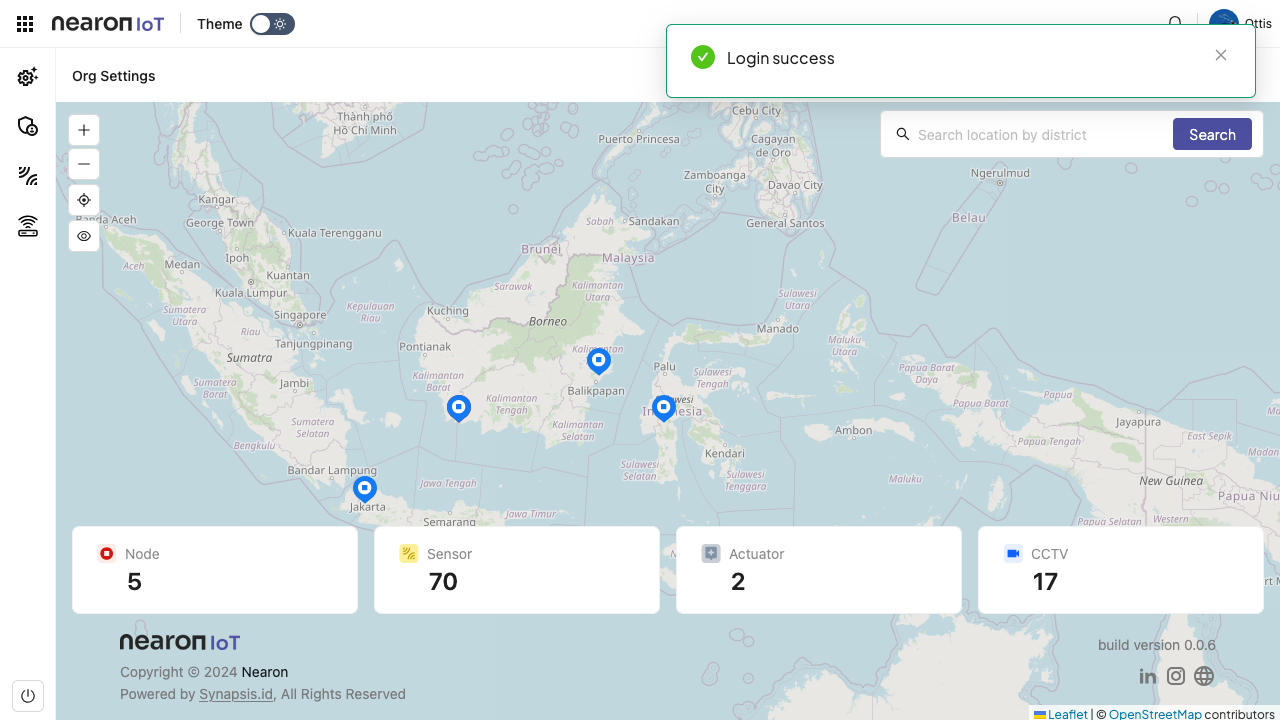 nearon IoT
Theme
Ottis
Login success
Org Settings
Search location by district
Search
Thành phố
Hồ Chí Minh
Cebu City
Puerto Princesa
Cagayan
de Oro
Zamboanga
City
Davao City
General Santos
Ngerulmud
Belau
Kangar
Banda Aceh
George Town
Kuala Terengganu
Sabah
Sandakan
Brunei
Malaysia
Aceh
Medan
Ipoh
Kuantan
Kuala Lumpur
Sarawak
Kalimantan
Utara
Sulawesi
Utara
Sumatera
Utara
Kepulauan
Riau
Kuching
Singapore
Riau
Borneo
Manado
Tanjungpinang
Maluku
Utara
Pontianak
Sumatra
Kalimantan
Palu
Papua Barat
Daya
Sumatera
Barat
Jambi
Kalimantan
Barat
Balikpapan
Sulawesi
Tengah
Kalimantan
Tengah
Indonesia
Papua Barat
Sumatera
Selatan
Kalimantan
Selatan
Ambon
Jayapura
Papua Tengah
East Sepik
Madang
Bengkulu
Kendari
Bandar Lampung
Sulawesi
Selatan
Sulawesi
Tenggara
Maluku
New Guinea
Jawa Tengah
Papua Niu
Jakarta
Semarang
Jawa Timur
Papua Selatan
Western
Node
5
Sensor
70
Actuator
2
CCTV
17
nearon IoT
build version 0.0.6
Copyright © 2024 Nearon
Powered by Synapsis.id, All Rights Reserved
Leaflet | © OpenStreetMap contributors